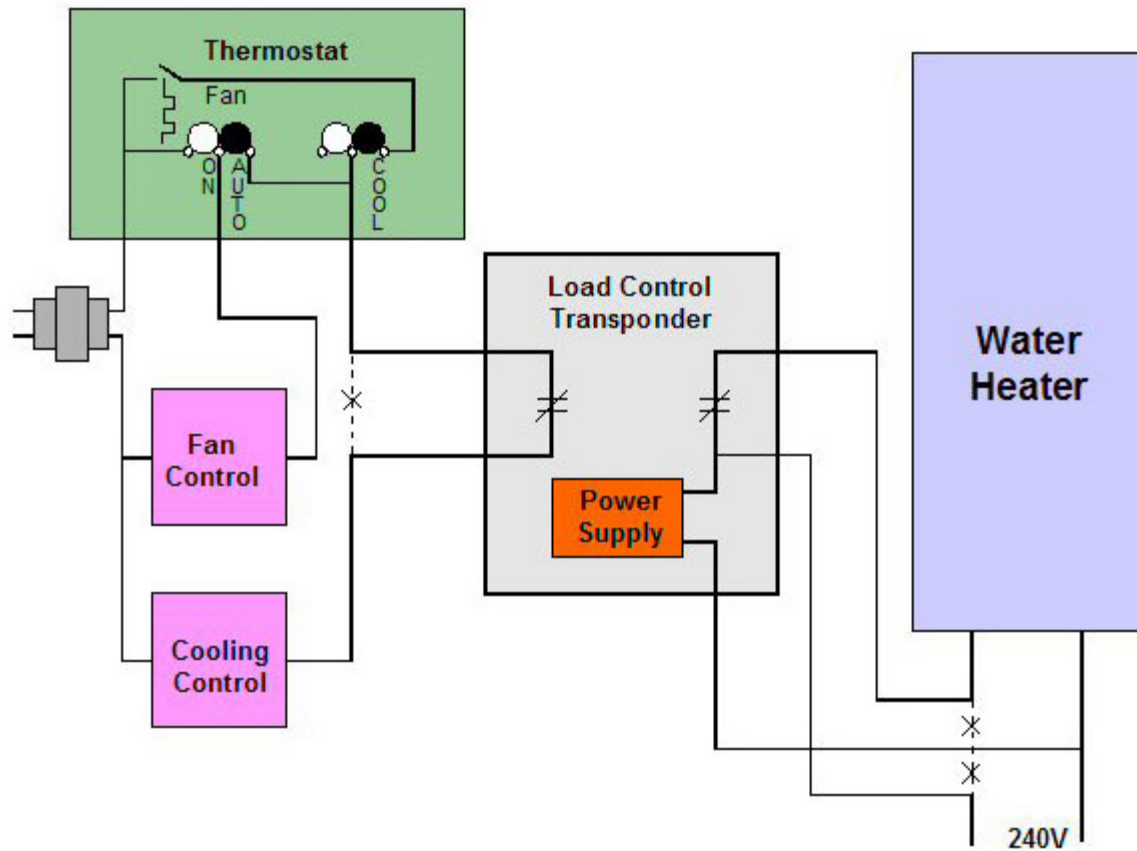 Thermostat
Fan
ON
AUTO
COOL
Load Control
Transponder
Water
Heater
Fan
Control
Power
Supply
Cooling
Control
240V